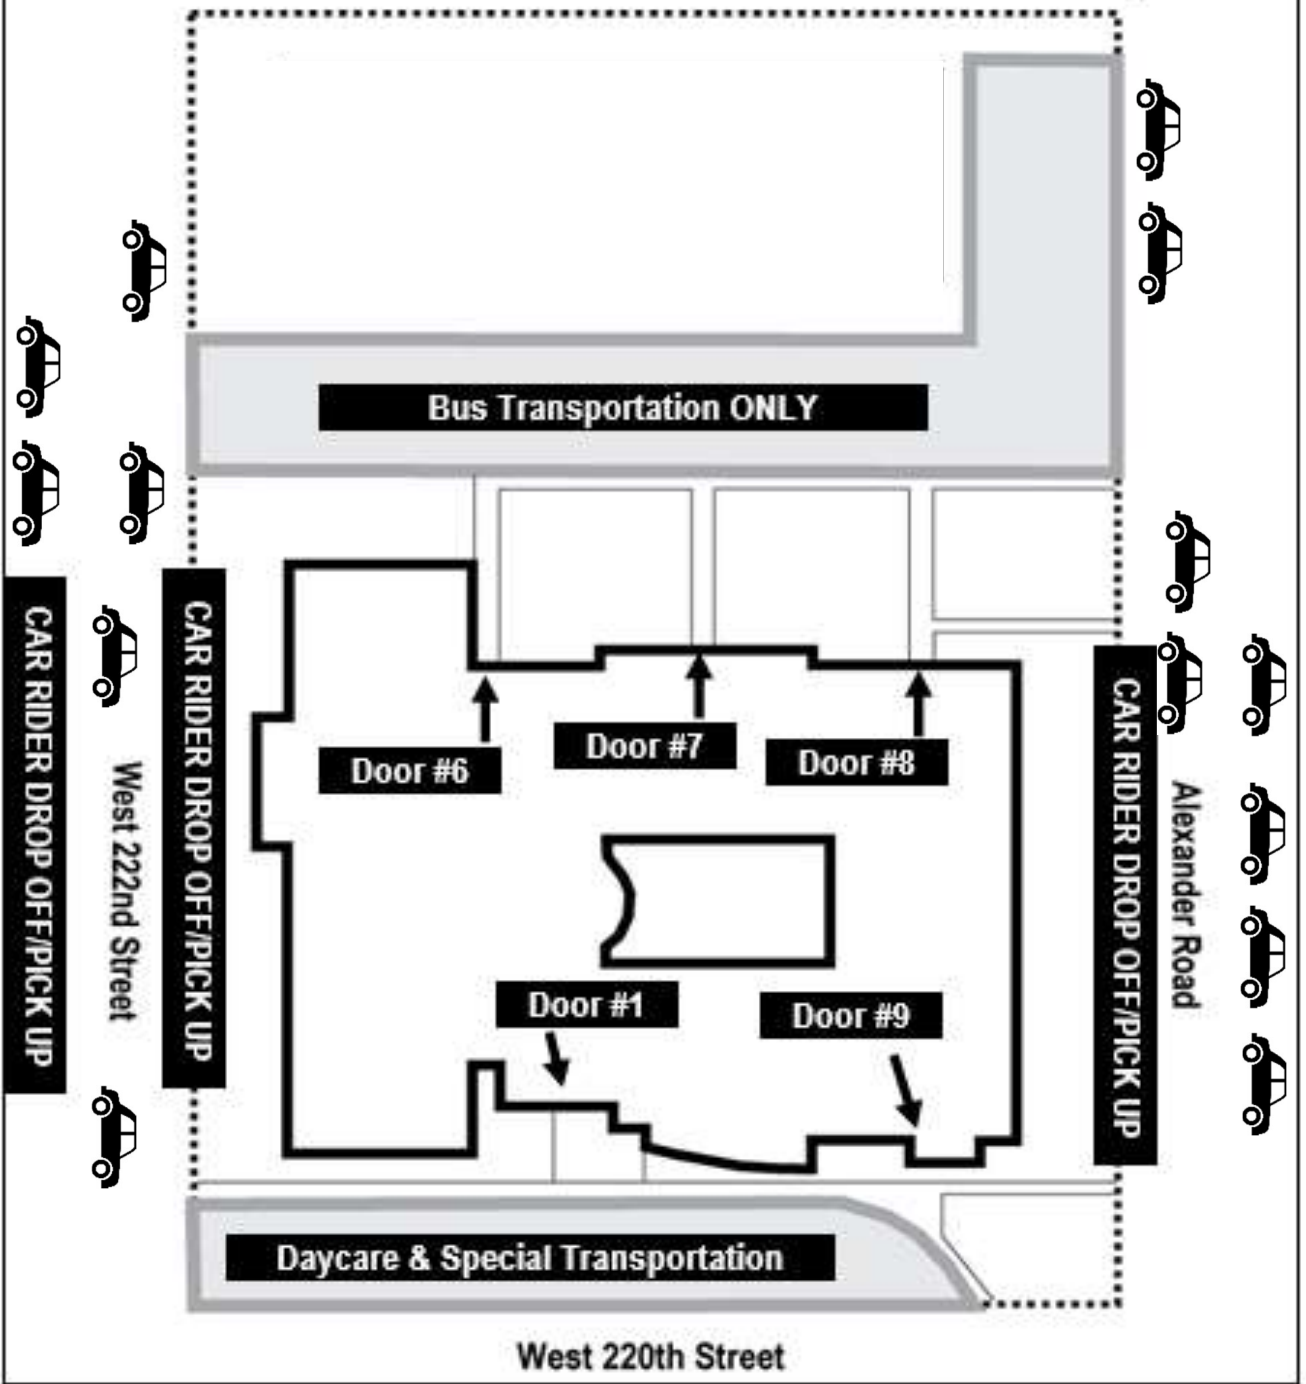 Bus Transportation ONLY
CAR RIDER DROP OFF/PICK UP
West 222nd Street
CAR RIDER DROP OFF/PICK UP
Door #6
Door #7
Door #8
CAR RIDER DROP OFF/PICK UP
Alexander Road
Door #1
Door #9
Daycare & Special Transportation
West 220th Street